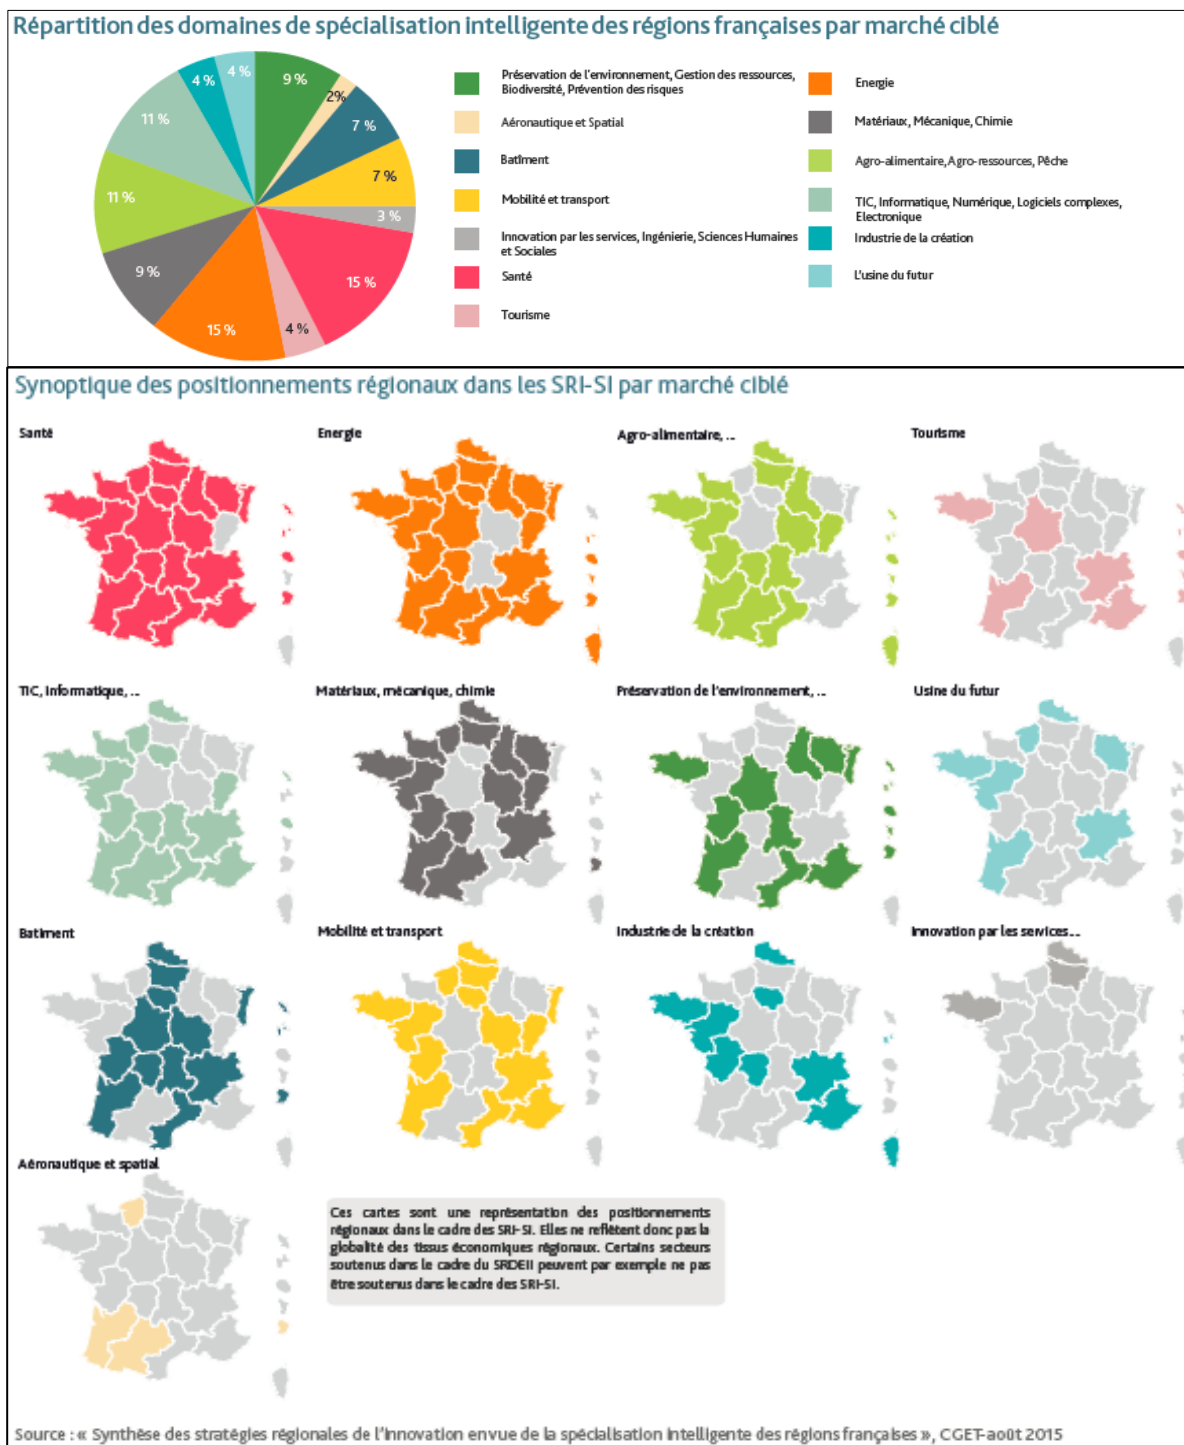 Répartition des domaines de spécialisation intelligente des régions françaises par marché ciblé
4 %
4 %
9 %
2%
7 %
7 %
3 %
15 %
4 %
15 %
9 %
11 %
11 %
Préservation de l'environnement, Gestion des ressources,
Biodiversité, Prévention des risques
Aéronautique et Spatial
Batîment
Mobilité et transport
Innovation par les services, Ingénierie, Sciences Humaines
et Sociales
Santé
Tourisme
Energie
Matériaux, Mécanique, Chimie
Agro-alimentaire, Agro-ressources, Pêche
TIC, Informatique, Numérique, Logiciels complexes,
Electronique
Industrie de la création
L'usine du futur
Synoptique des positionnements régionaux dans les SRI-SI par marché ciblé
Santé
Energie
Agro-alimentaire, ...
Tourisme
TIC, informatique, ...
Matériaux, mécanique, chimie
Préservation de l'environnement, ...
Usine du futur
Batiment
Mobilité et transport
Industrie de la création
Innovation par les services...
Aéronautique et spatial
Ces cartes sont une représentation des positionnements
régionaux dans le cadre des SRI-SI. Elles ne reflètent donc pas la
globalité des tissus économiques régionaux. Certains secteurs
soutenus dans le cadre du SRDEII peuvent par exemple ne pas
être soutenus dans le cadre des SRI-SI.
Source : « Synthèse des stratégies régionales de l'innovation en vue de la spécialisation intelligente des régions françaises », CGET-août 2015